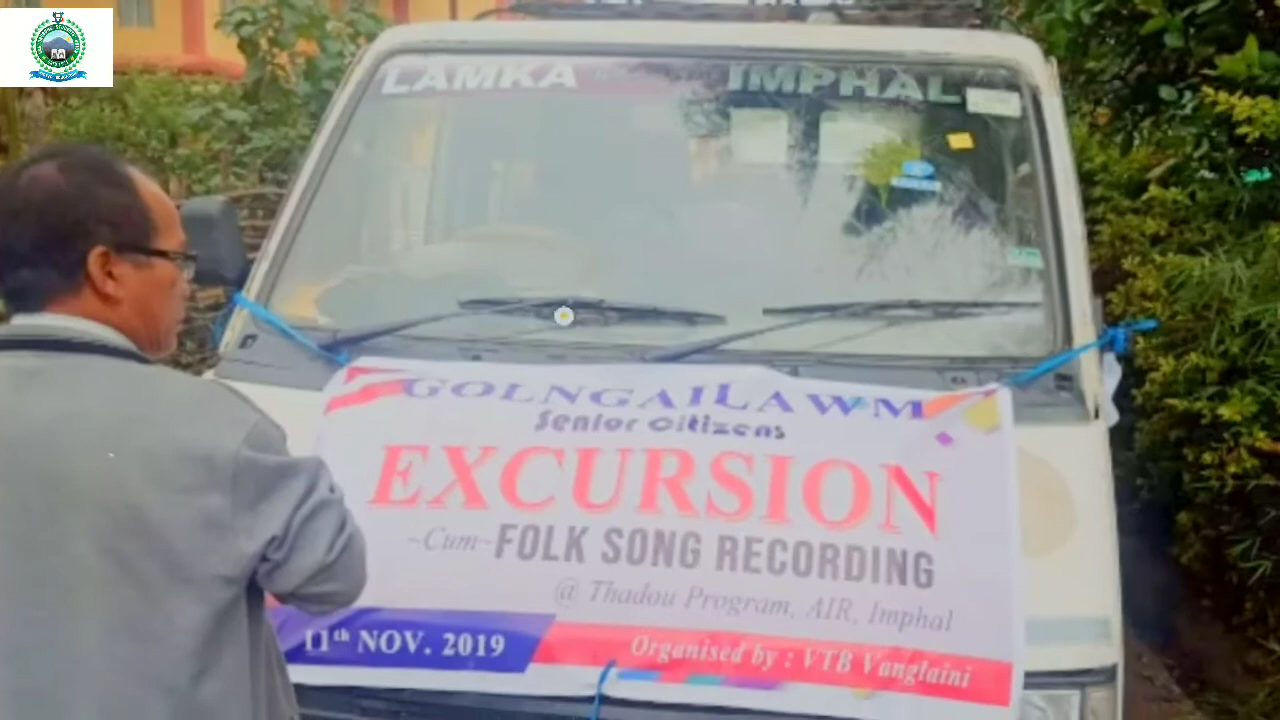 LAMKA IMPHAL
GOLNGAILAWM
Senior Citizens
EXCURSION
~Cum~ FOLK SONG RECORDING
@ Thadou Program, AIR, Imphal
11th NOV. 2019
Organised by : VTB Vanglaini